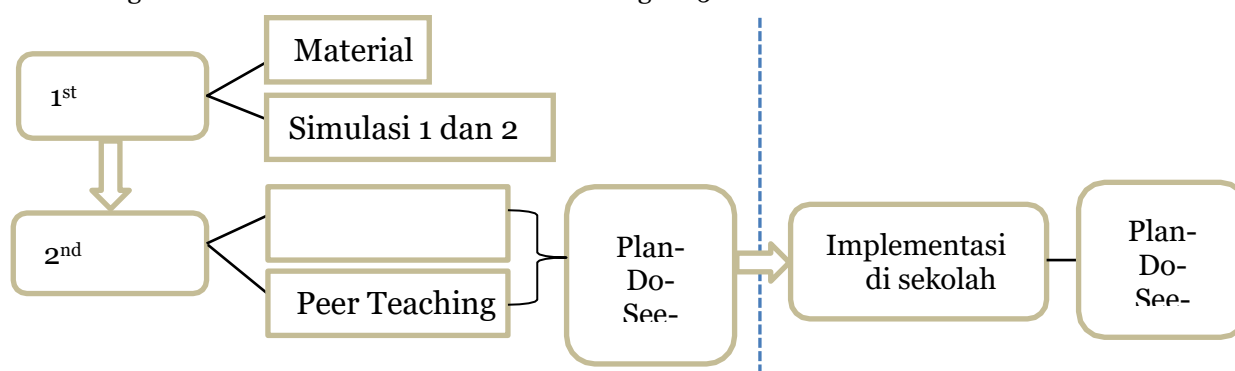 Material
1st
Simulasi 1 dan 2
2nd
Peer Teaching
Plan-
Do-
See-
Implementasi
di sekolah
Plan-
Do-
See-